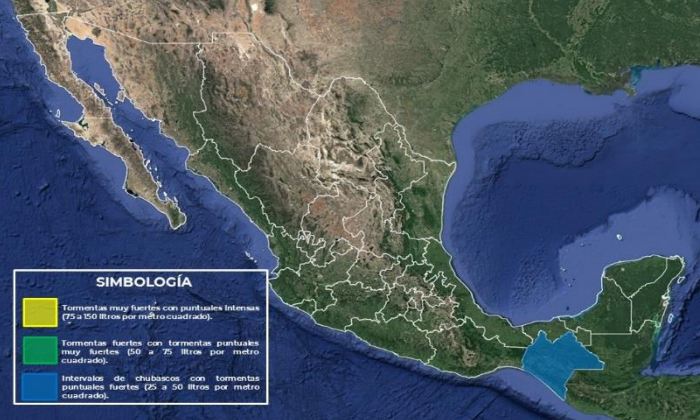 SIMBOLOGÍA
Tormentas muy fuertes con puntuales intensas
(75 a 150 litros por metro cuadrado).
Tormentas fuertes con tormentas puntuales
muy fuertes (50 a 75 litros por metro
cuadrado).
Intervalos de chubascos con tormentas
puntuales fuertes (25 a 50 litros por metro
cuadrado).